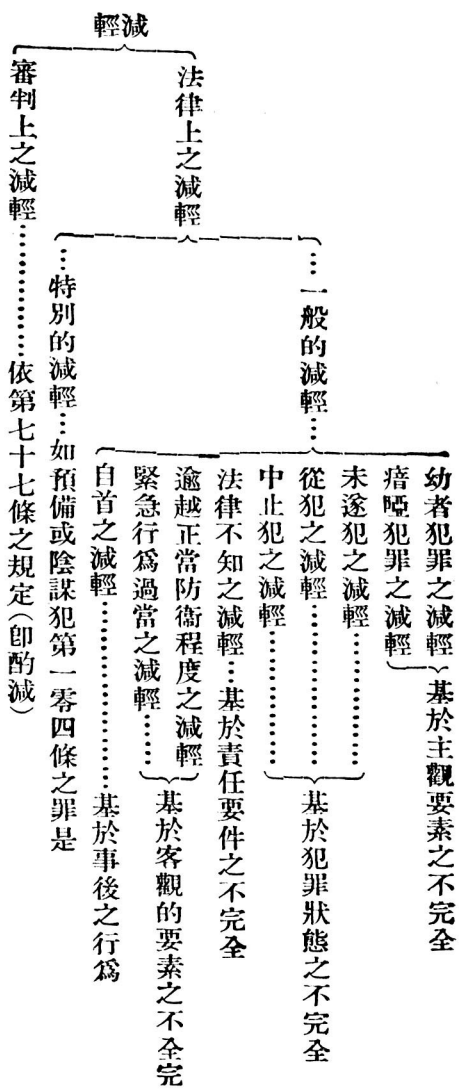 減輕
法律上之減輕
…一般的減輕…
幼者犯罪之減輕
瘖啞犯罪之減輕
基於主觀要素之不完全
未遂犯之減輕…………
從犯之減輕……………
中止犯之減輕…………
基於犯罪狀態之不完全
法律不知之減輕…基於責任要件之不完全
逾越正當防衞程度之減輕
緊急行爲過當之減輕……
基於客觀的要素之不全完
自首之減輕……………………基於事後之行爲
…特別的減輕…如預備或陰謀犯第一零四條之罪是
審判上之減輕………………依第七十七條之規定(卽酌減)